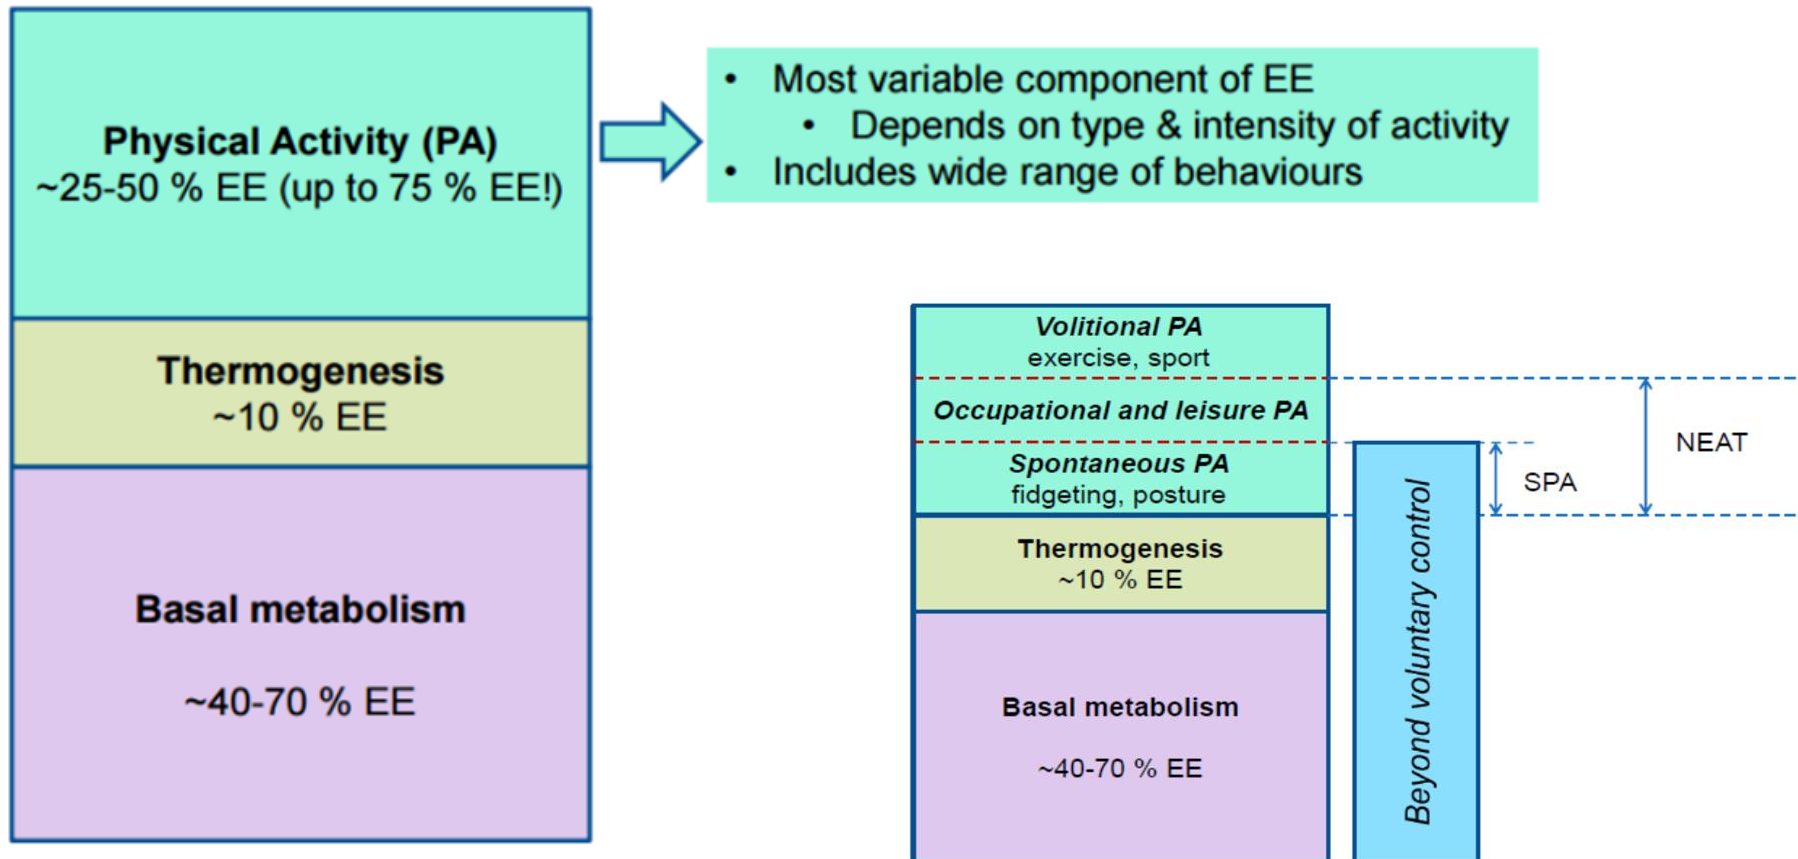 Physical Activity (PA)
~25-50 % EE (up to 75 % EE!)
Thermogenesis
~10 % EE
Basal metabolism
~40-70 % EE
• Most variable component of EE
• Depends on type & intensity of activity
• Includes wide range of behaviours
Volitional PA
exercise, sport
Occupational and leisure PA
Spontaneous PA
fidgeting, posture
Thermogenesis
~10 % EE
Basal metabolism
~40-70 % EE
Beyond voluntary control
SPA
NEAT